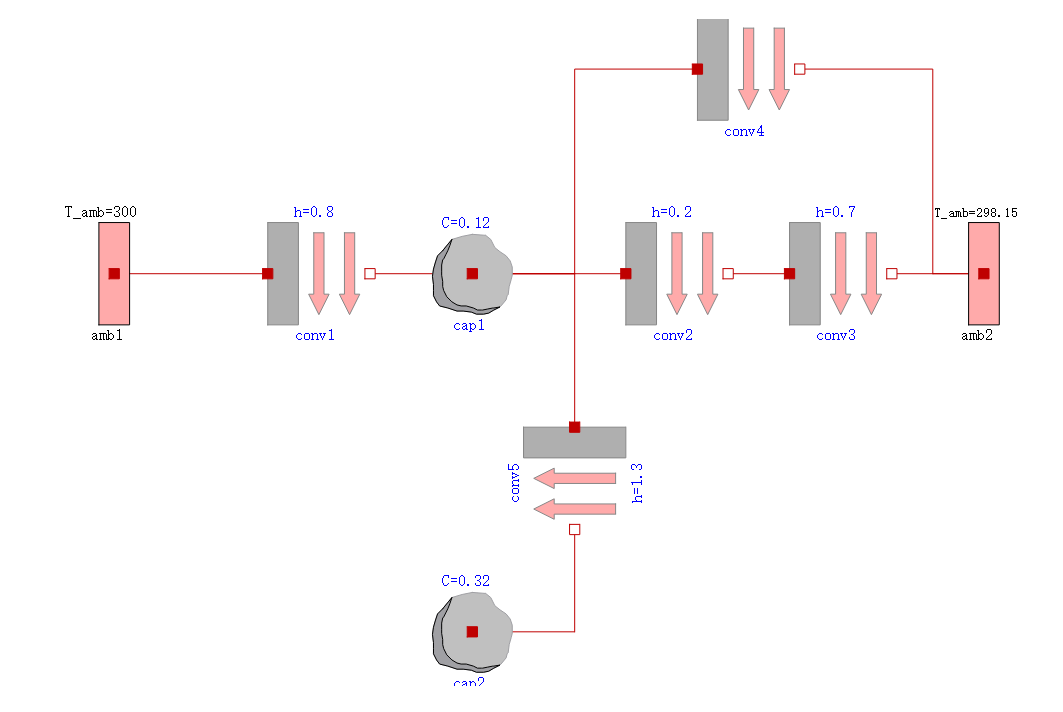 conv4
T_amb=300
h=0.8
C=0.12
h=0.2
h=0.7
T_amb=298.15
amb1
conv1
cap1
conv2
conv3
amb2
conv5
h=1.3
C=0.32
cap2